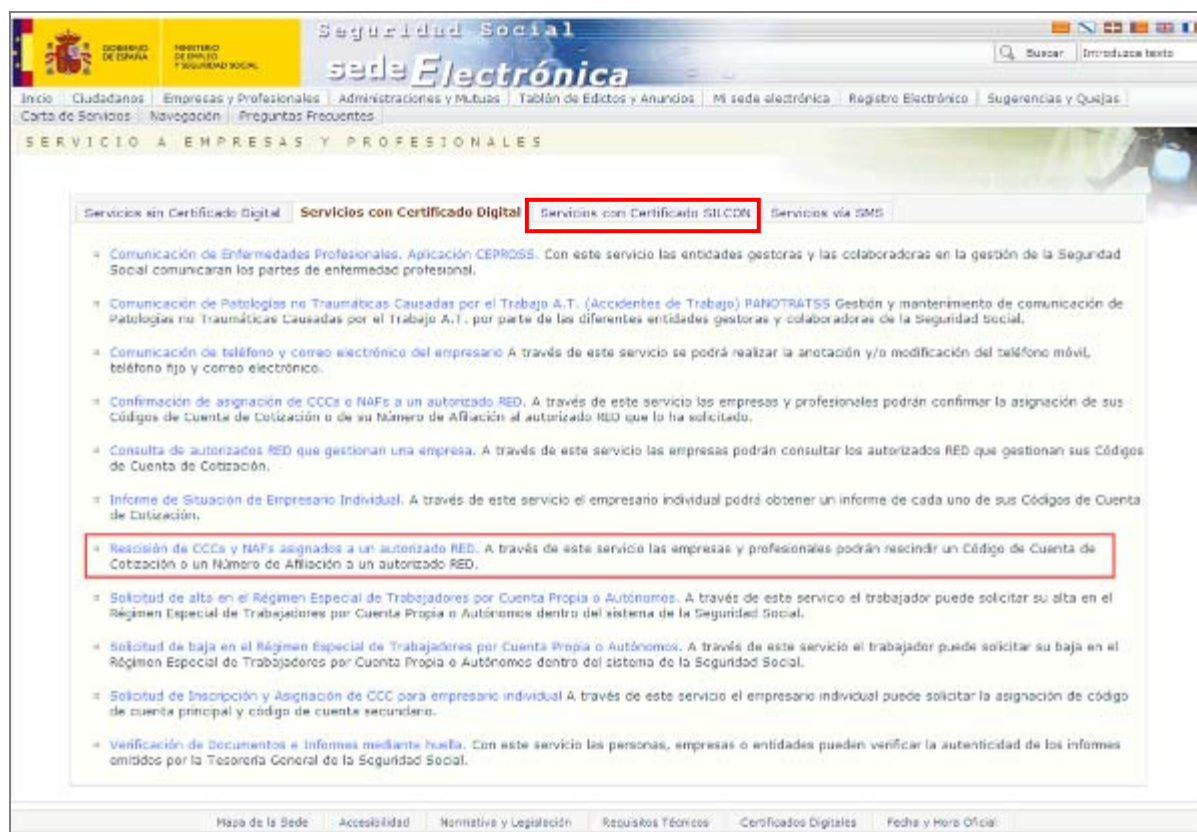 GOBIERNO DE ESPAÑA
MINISTERIO DE EMPLEO Y SEGURIDAD SOCIAL
Seguridad Social
sede Electrónica
Buscar Introduzca texto
Inicio Ciudadanos Empresas y Profesionales Administraciones y Mutuas Tablón de Edictos y Anuncios Mi sede electrónica Registro Electrónico Sugerencias y Quejas
Carta de Servicios Navegación Preguntas Frecuentes
SERVICIO A EMPRESAS Y PROFESIONALES
Servicios sin Certificado Digital Servicios con Certificado Digital Servicios con Certificado SILCON Servicios vía SMS
Comunicación de Enfermedades Profesionales. Aplicación CEPROSS. Con este servicio las entidades gestoras y las colaboradoras en la gestión de la Seguridad
Social comunicaran los partes de enfermedad profesional.
Comunicación de Patologías no Traumáticas Causadas por el Trabajo A.T. (Accidentes de Trabajo) PANOTRATSS Gestión y mantenimiento de comunicación de
Patologías no Traumáticas Causadas por el Trabajo A.T. por parte de las diferentes entidades gestoras y colaboradoras de la Seguridad Social.
Comunicación de teléfono y correo electrónico del empresario A través de este servicio se podrá realizar la anotación y/o modificación del teléfono móvil,
teléfono fijo y correo electrónico.
Confirmación de asignación de CCCs o NAFs a un autorizado RED. A través de este servicio las empresas y profesionales podrán confirmar la asignación de sus
Códigos de Cuenta de Cotización o de su Número de Afiliación al autorizado RED que lo ha solicitado.
Consulta de autorizados RED que gestionan una empresa. A través de este servicio las empresas podrán consultar los autorizados RED que gestionan sus Códigos
de Cuenta de Cotización.
Informe de Situación de Empresario Individual. A través de este servicio el empresario individual podrá obtener un informe de cada uno de sus Códigos de Cuenta
de Cotización.
Rescisión de CCCs y NAFs asignados a un autorizado RED. A través de este servicio las empresas y profesionales podrán rescindir un Código de Cuenta de
Cotización o un Número de Afiliación a un autorizado RED.
Solicitud de alta en el Régimen Especial de Trabajadores por Cuenta Propia o Autónomos. A través de este servicio el trabajador puede solicitar su alta en el
Régimen Especial de Trabajadores por Cuenta Propia o Autónomos dentro del sistema de la Seguridad Social.
Solicitud de baja en el Régimen Especial de Trabajadores por Cuenta Propia o Autónomos. A través de este servicio el trabajador puede solicitar su baja en el
Régimen Especial de Trabajadores por Cuenta Propia o Autónomos dentro del sistema de la Seguridad Social.
Solicitud de Inscripción y Asignación de CCC para empresario individual A través de este servicio el empresario individual puede solicitar la asignación de código
de cuenta principal y código de cuenta secundario.
Verificación de Documentos e Informes mediante huella. Con este servicio las personas, empresas o entidades pueden verificar la autenticidad de los informes
emitidos por la Tesorería General de la Seguridad Social.
Mapa de la Sede Accesibilidad Normativa y Legislación Requisitos Técnicos Certificados Digitales Fecha y Hora Oficial